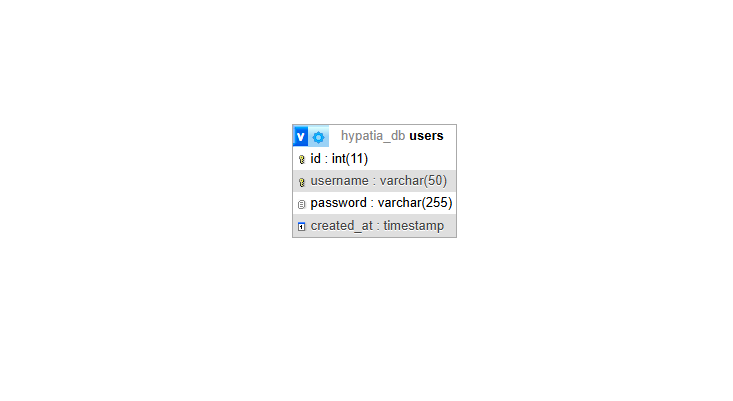 v hypatia_db users
id : int(11)
username : varchar(50)
password : varchar(255)
created_at : timestamp